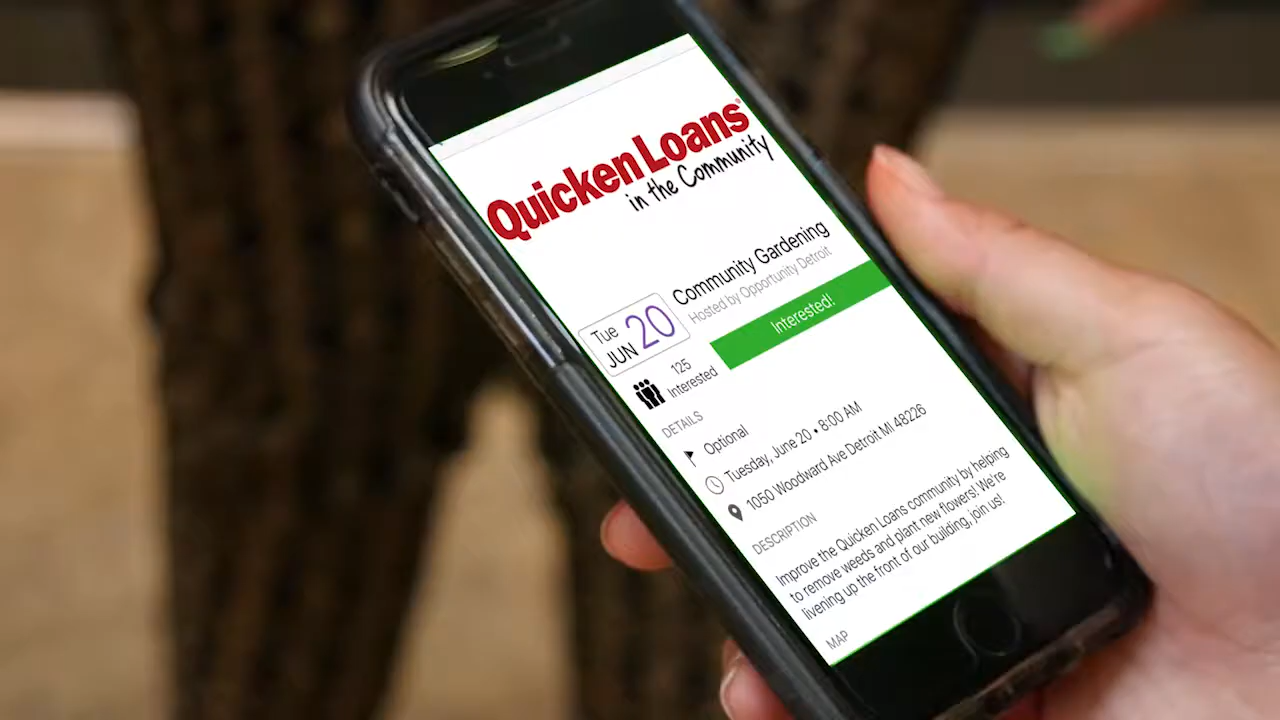 Quicken Loans®
in the Community
Tue
JUN
20
Community Gardening
Hosted by Opportunity Detroit
125
Interested
Interested!
DETAILS
Optional
Tuesday, June 20 • 8:00 AM
1050 Woodward Ave Detroit MI 48226
DESCRIPTION
Improve the Quicken Loans community by helping
to remove weeds and plant new flowers! We're
livening up the front of our building, join us!
MAP